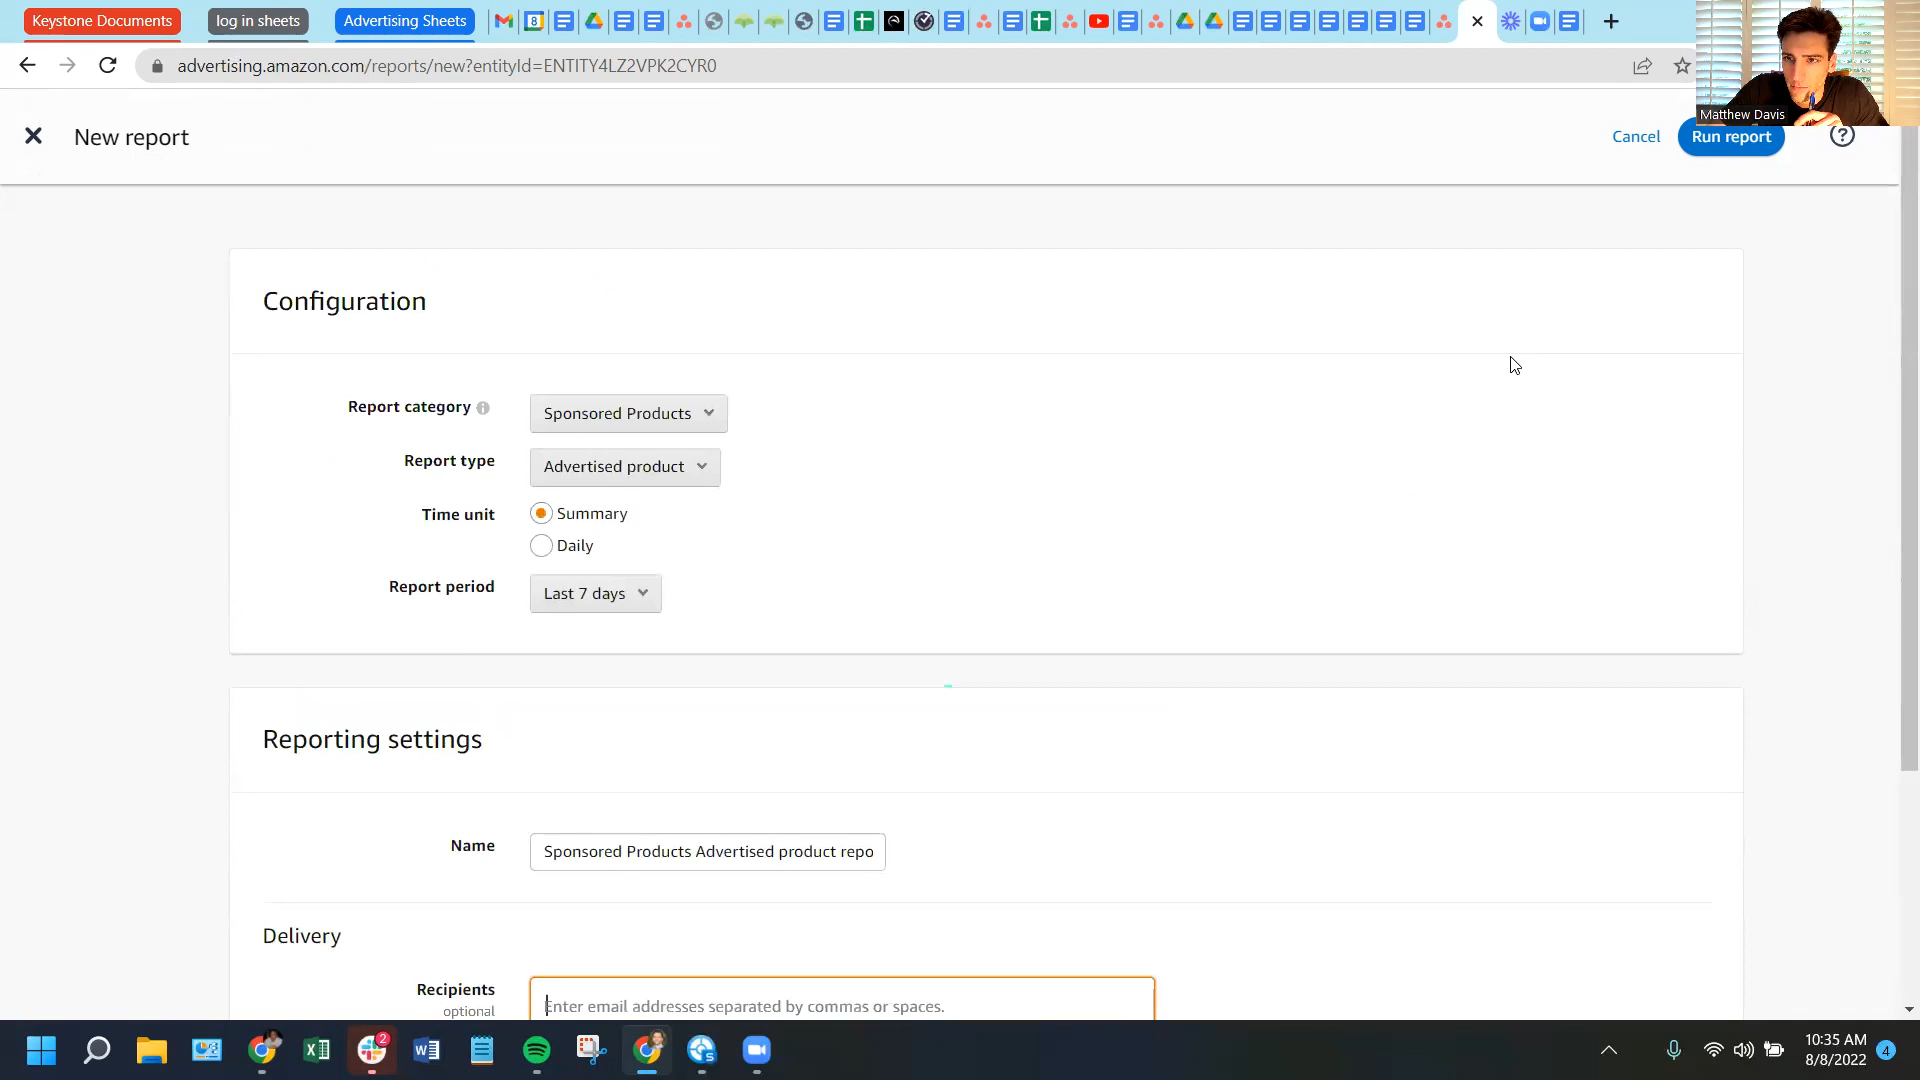 Keystone Documents
log in sheets
Advertising Sheets
advertising.amazon.com/reports/new?entityId=ENTITY4LZ2VPK2CYR0
Matthew Davis
New report
Cancel
Run report
Configuration
Report category
Sponsored Products
Report type
Advertised product
Time unit
Summary
Daily
Report period
Last 7 days
Reporting settings
Name
Sponsored Products Advertised product repo
Delivery
Recipients
optional
Enter email addresses separated by commas or spaces.
2
10:35 AM
8/8/2022
4